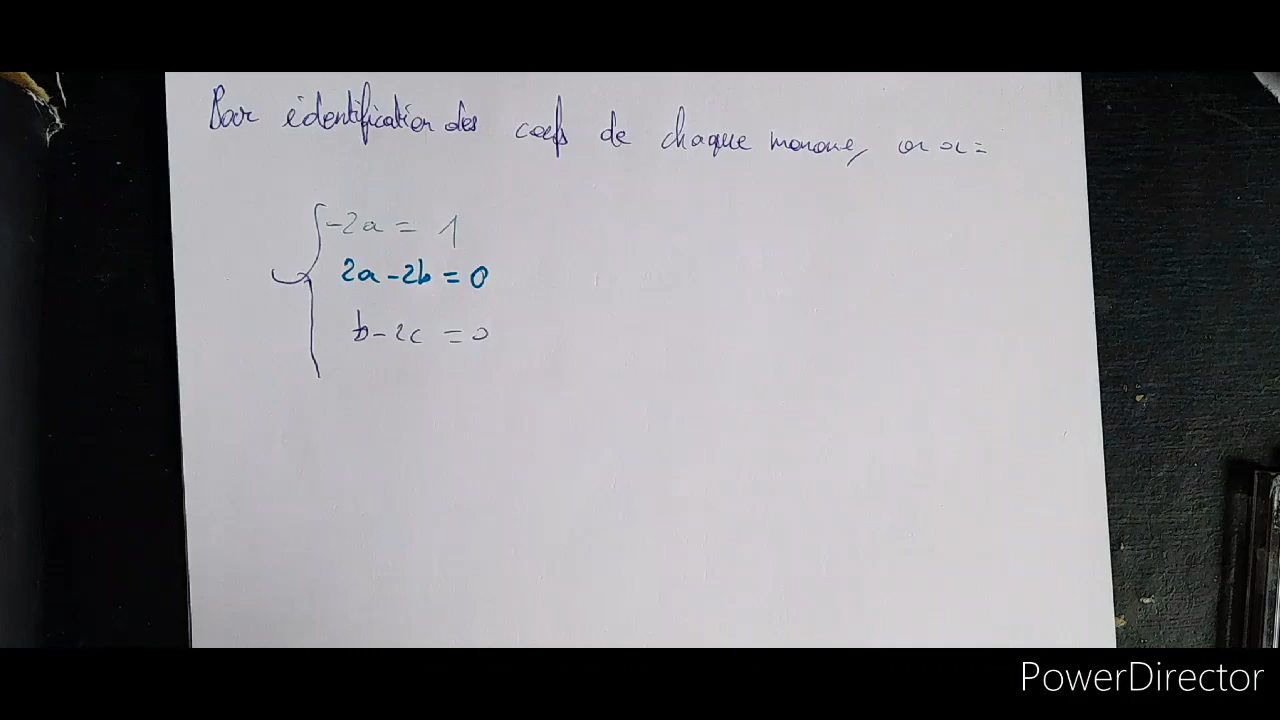 Par identification des coefs de chaque monome, on a =
-2a = 1
2a - 2b = 0
b - 2c = 0
PowerDirector